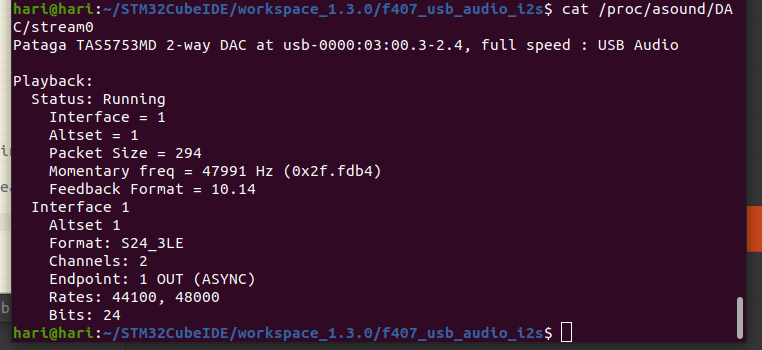 hari@hari:~/STM32CubeIDE/workspace_1.3.0/f407_usb_audio_i2s$ cat /proc/asound/DA
C/stream0
Pataga TAS5753MD 2-way DAC at usb-0000:03:00.3-2.4, full speed : USB Audio

Playback:
  Status: Running
    Interface = 1
    Altset = 1
    Packet Size = 294
    Momentary freq = 47991 Hz (0x2f.fdb4)
    Feedback Format = 10.14
  Interface 1
    Altset 1
    Format: S24_3LE
    Channels: 2
    Endpoint: 1 OUT (ASYNC)
    Rates: 44100, 48000
    Bits: 24
hari@hari:~/STM32CubeIDE/workspace_1.3.0/f407_usb_audio_i2s$